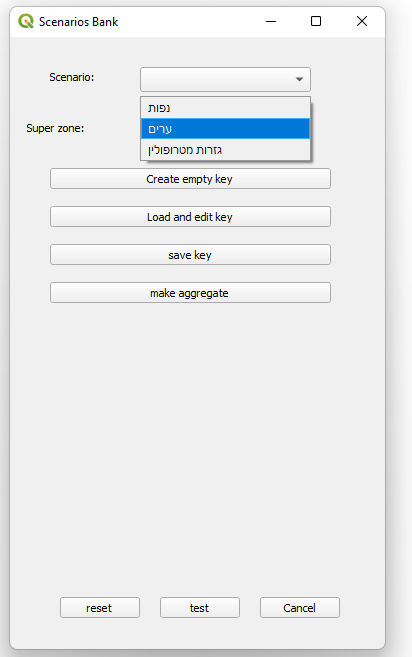 Scenarios Bank
Scenario:
נפות
Super zone:
ערים
גזרות מטרופולין
Create empty key
Load and edit key
save key
make aggregate
reset test Cancel